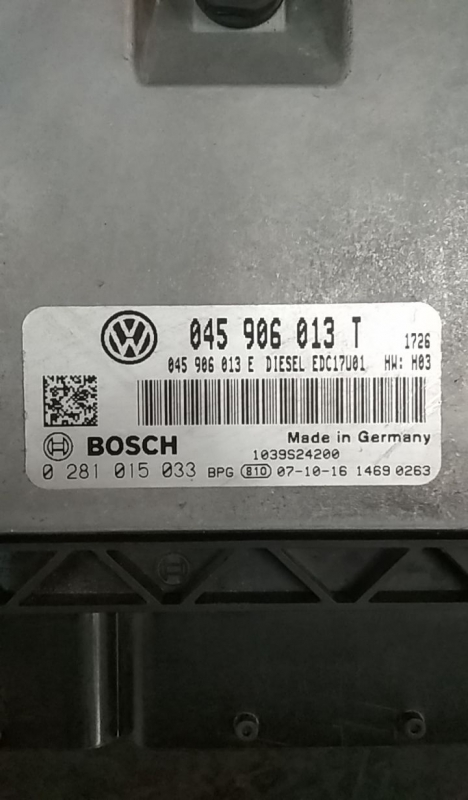 045 906 013 T 1726
045 906 013 E DIESEL EDC17U01 HW: H03
BOSCH Made in Germany
1039S24200
0 281 015 033 BPG 810 07-10-16 1469 0263